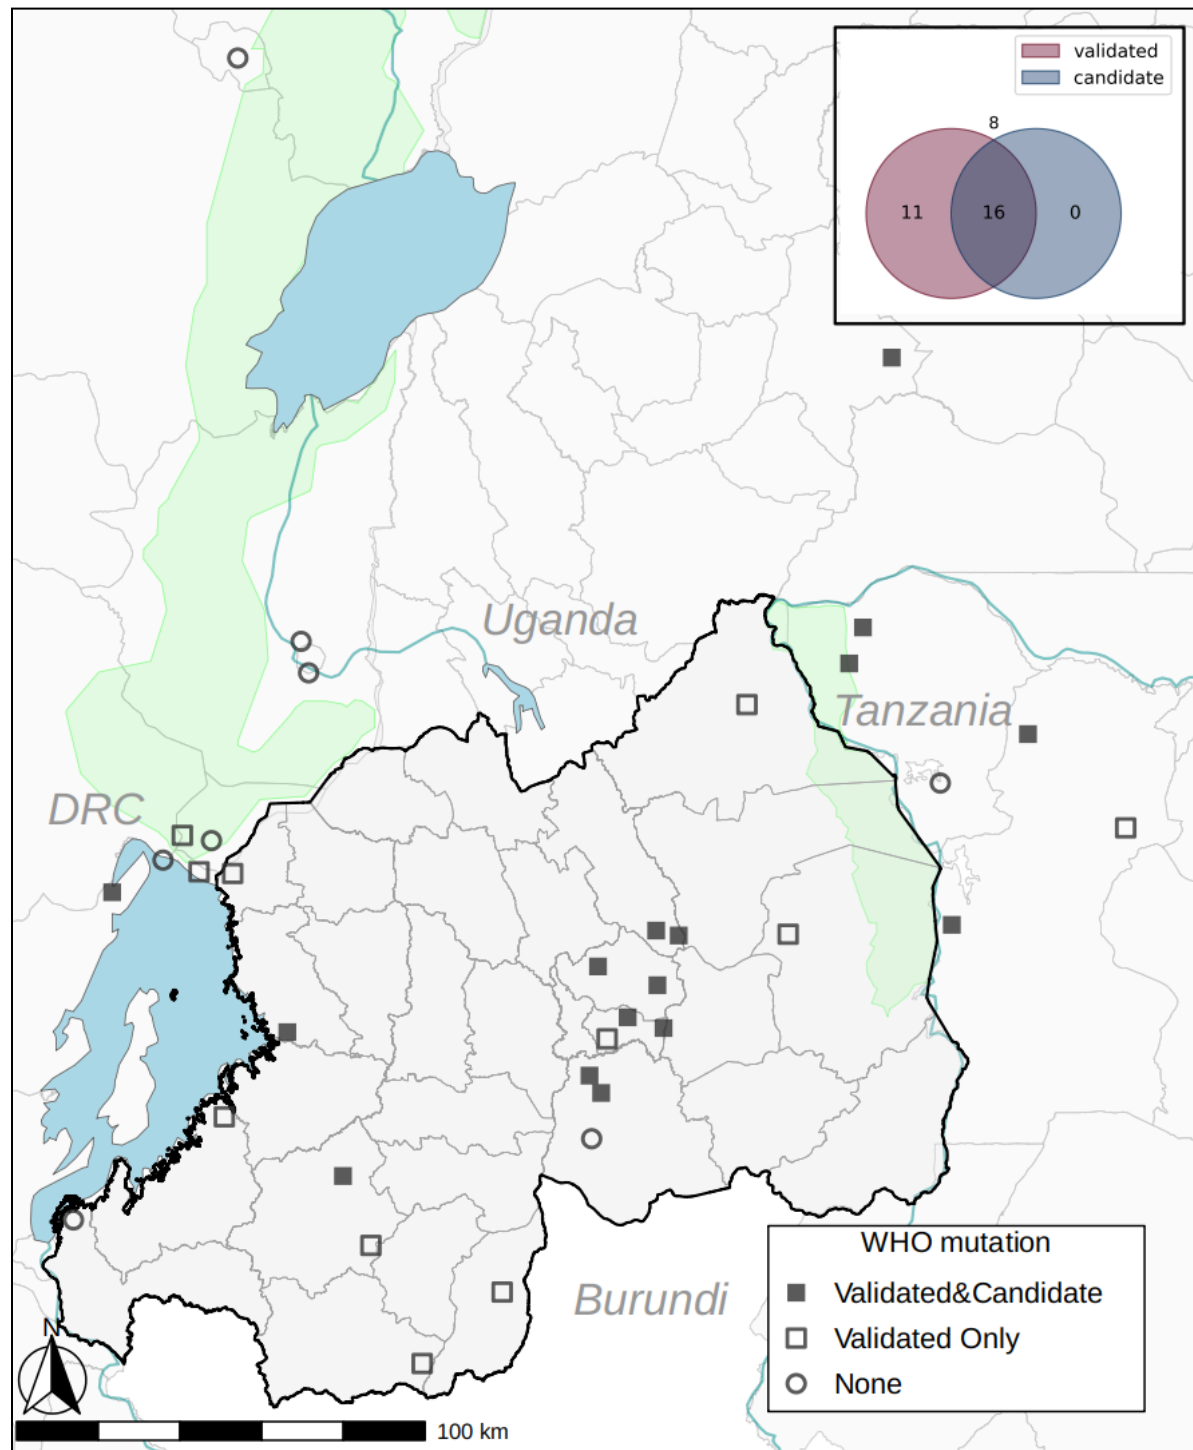 validated
candidate
8
11
16
0
Uganda
Tanzania
DRC
Burundi
WHO mutation
Validated&Candidate
Validated Only
None
N
100 km